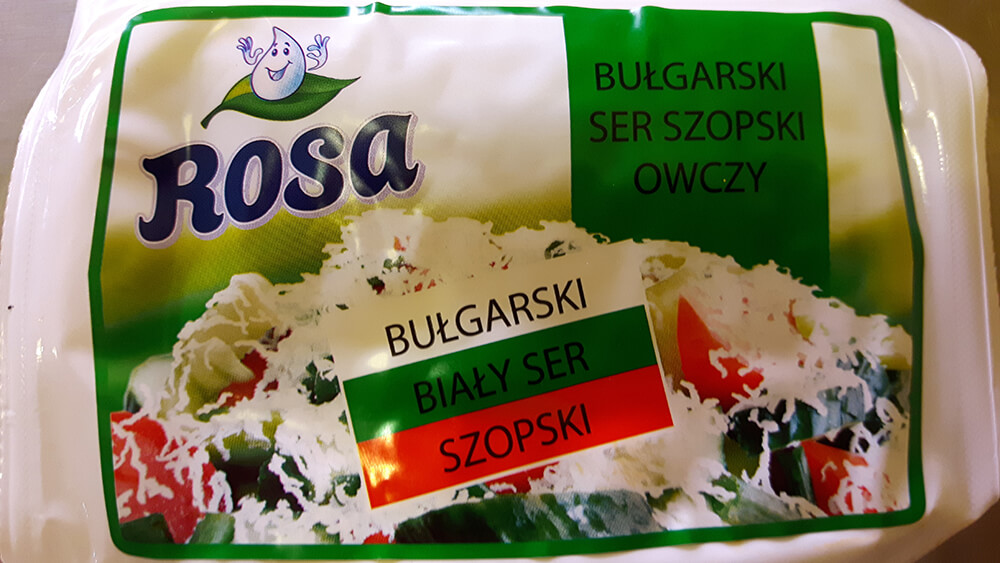 Rosa
BUŁGARSKI
SER SZOPSKI
OWCZY
BUŁGARSKI
BIAŁY SER
SZOPSKI